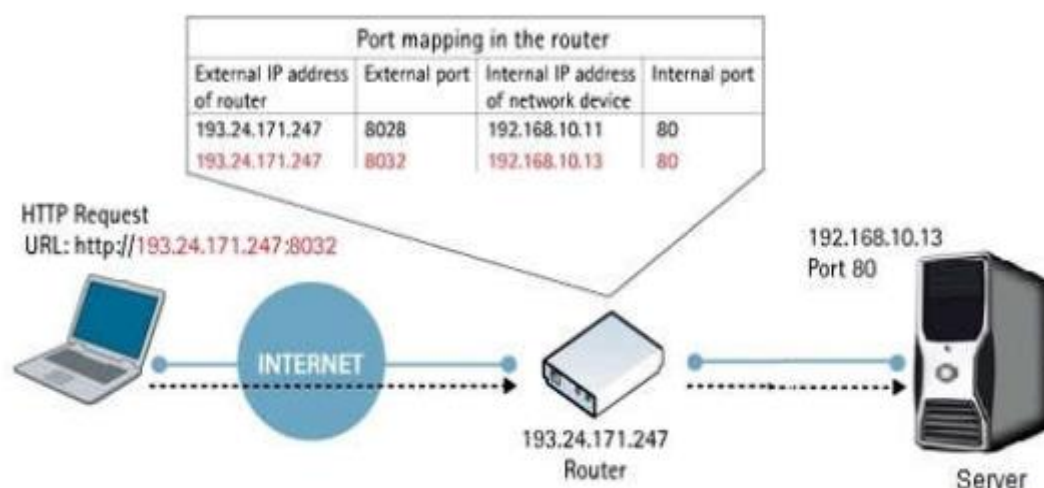 Port mapping in the router
External IP address of router External port Internal IP address of network device Internal port
193.24.171.247 8028 192.168.10.11 80
193.24.171.247 8032 192.168.10.13 80
HTTP Request
URL: http://193.24.171.247:8032
192.168.10.13
Port 80
INTERNET
193.24.171.247
Router
Server